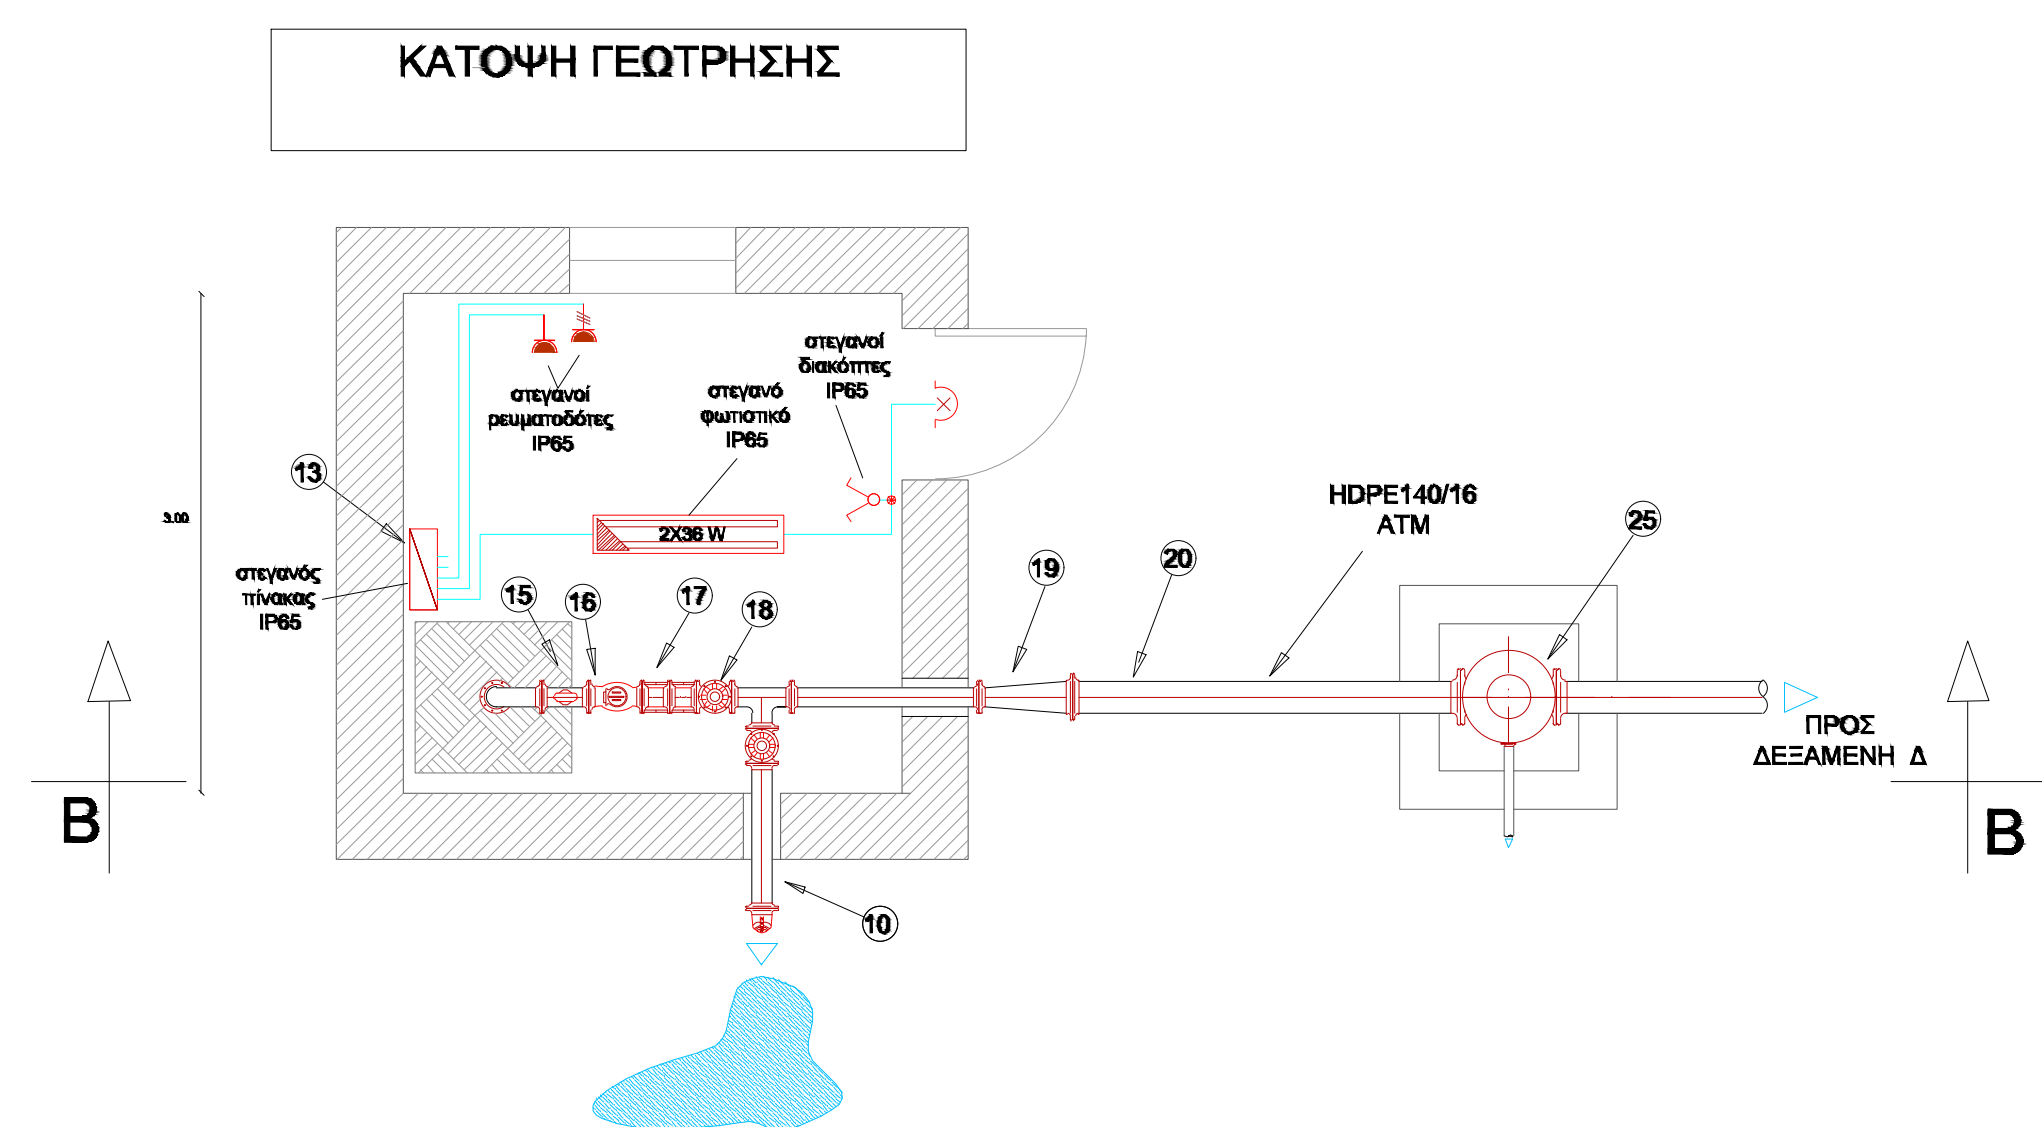 ΚΑΤΟΨΗ ΓΕΩΤΡΗΣΗΣ
στεγανοί
διακόπτες
IP65
στεγανοί
ρευματοδότες
IP65
στεγανό
φωτιστικό
IP65
13
3.00
2X36 W
HDPE140/16
ATM
25
στεγανός
πίνακας
IP65
15
16
17
18
19
20
ΠΡΟΣ
ΔΕΞΑΜΕΝΗ Δ
B
B
10